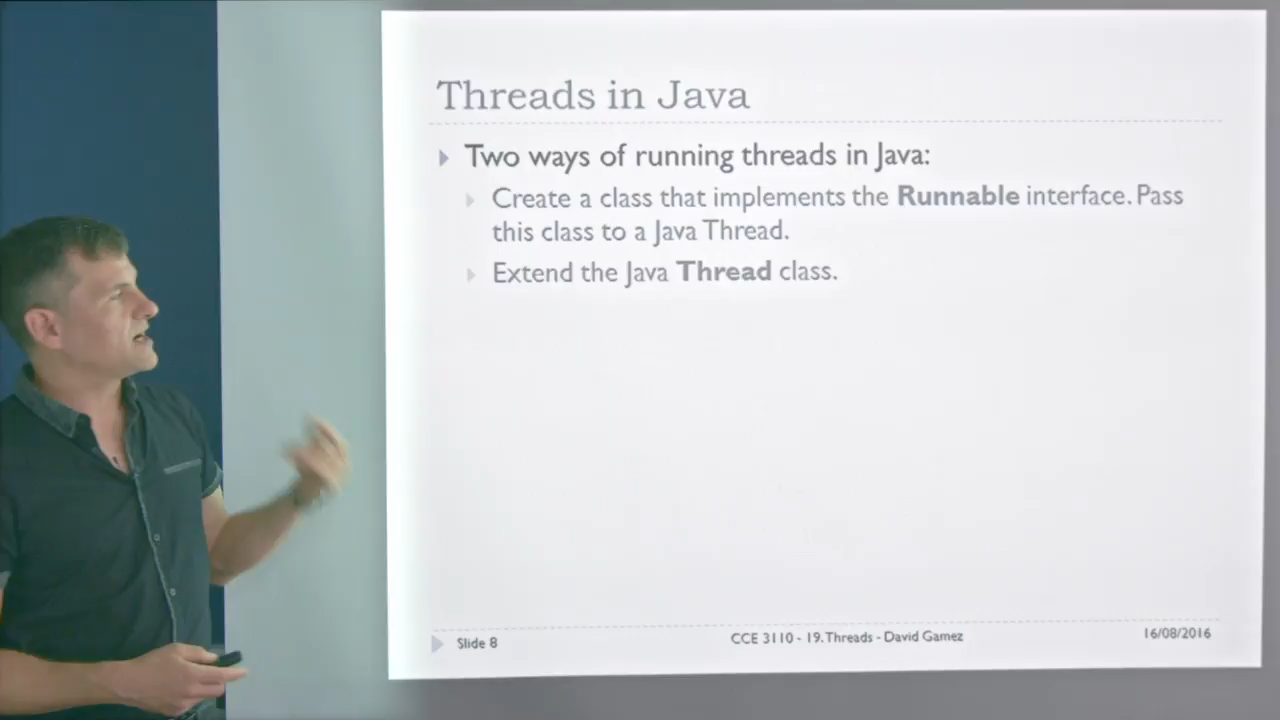 Threads in Java
Two ways of running threads in Java:
Create a class that implements the Runnable interface. Pass
this class to a Java Thread.
Extend the Java Thread class.
Slide 8
CCE 3110 - 19.Threads - David Gamez
16/08/2016